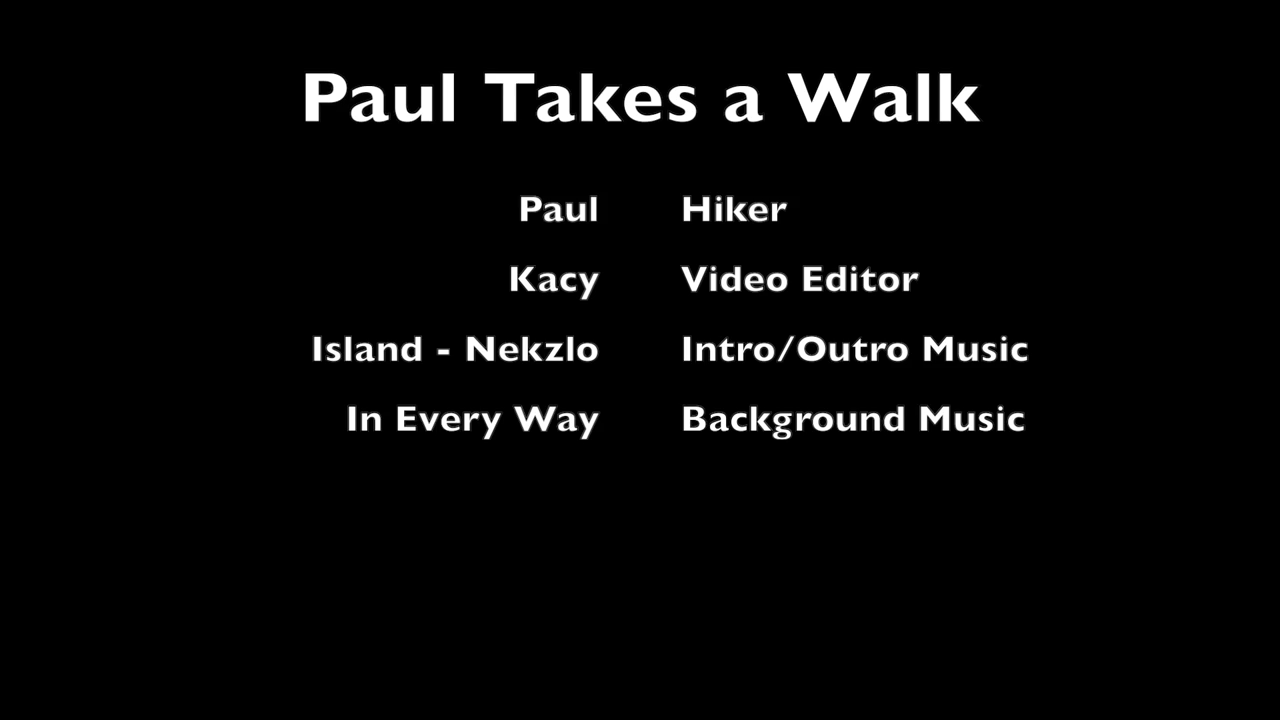 Paul Takes a Walk
Paul Hiker
Kacy Video Editor
Island - Nekzlo Intro/Outro Music
In Every Way Background Music